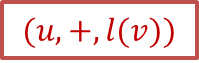 (u, +, l(v))